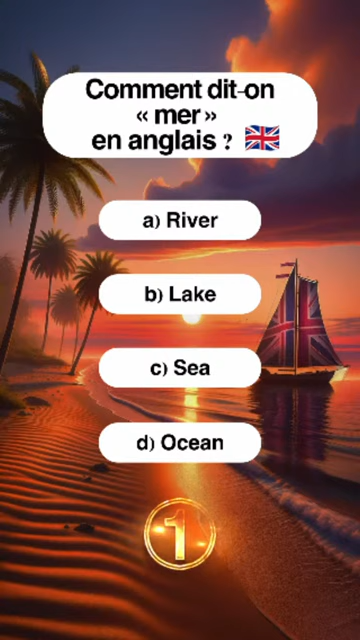 Comment dit-on
« mer »
en anglais ? 🇬🇧
a) River
b) Lake
c) Sea
d) Ocean
1